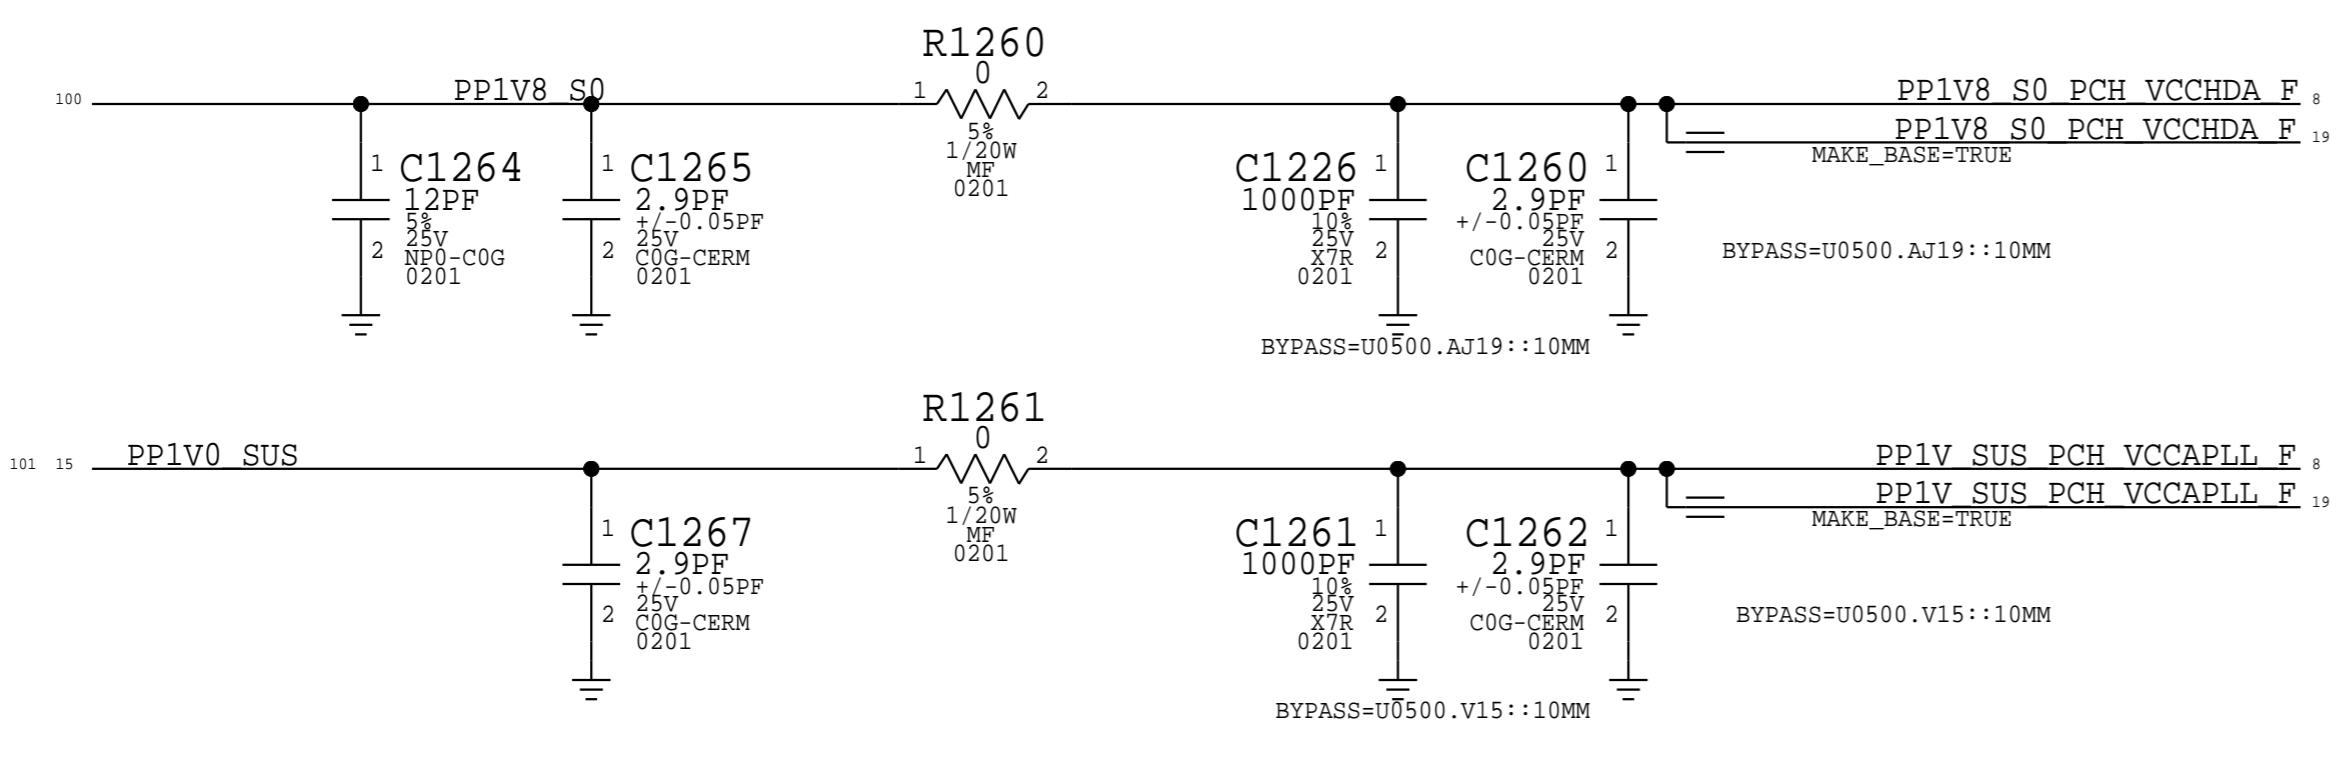 R1260
0
100
PP1V8_S0
1
2
5%
1/20W
MF
0201
PP1V8_S0_PCH_VCCHDA_F
8
PP1V8_S0_PCH_VCCHDA_F
19
MAKE_BASE=TRUE
1
C1264
12PF
5%
25V
NP0-C0G
0201
2
1
C1265
2.9PF
+/-0.05PF
25V
C0G-CERM
0201
2
C1226
1
1000PF
10%
25V
X7R
0201
2
C1260
1
2.9PF
+/-0.05PF
25V
C0G-CERM
0201
2
BYPASS=U0500.AJ19::10MM
BYPASS=U0500.AJ19::10MM
R1261
0
101
15
PP1V0_SUS
1
2
5%
1/20W
MF
0201
PP1V_SUS_PCH_VCCAPLL_F
8
PP1V_SUS_PCH_VCCAPLL_F
19
MAKE_BASE=TRUE
1
C1267
2.9PF
+/-0.05PF
25V
C0G-CERM
0201
2
C1261
1
1000PF
10%
25V
X7R
0201
2
C1262
1
2.9PF
+/-0.05PF
25V
C0G-CERM
0201
2
BYPASS=U0500.V15::10MM
BYPASS=U0500.V15::10MM